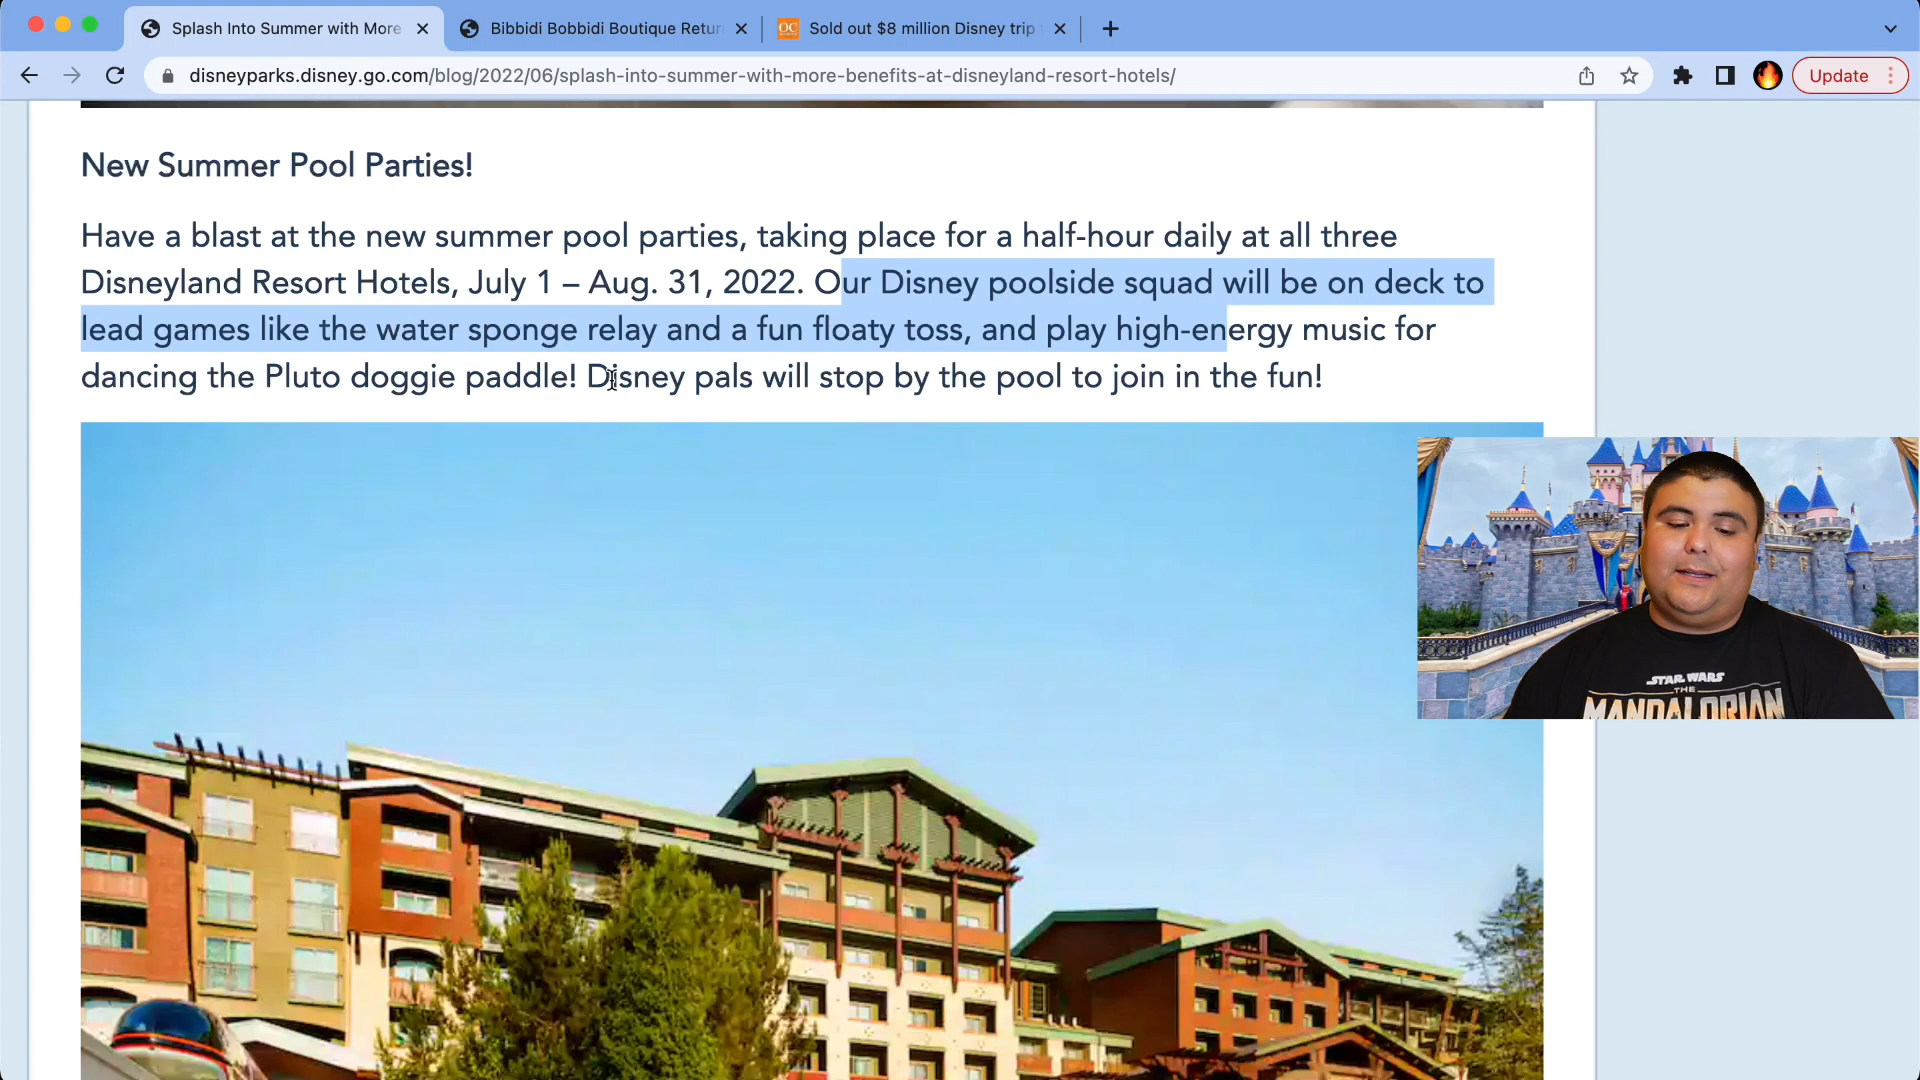 Splash Into Summer with More
Bibbidi Bobbidi Boutique Retur
OC
Sold out $8 million Disney trip
disneyparks.disney.go.com/blog/2022/06/splash-into-summer-with-more-benefits-at-disneyland-resort-hotels/
Update
New Summer Pool Parties!
Have a blast at the new summer pool parties, taking place for a half-hour daily at all three
Disneyland Resort Hotels, July 1 – Aug. 31, 2022. Our Disney poolside squad will be on deck to
lead games like the water sponge relay and a fun floaty toss, and play high-energy music for
dancing the Pluto doggie paddle! Disney pals will stop by the pool to join in the fun!
STAR WARS
THE
MANDALORIAN